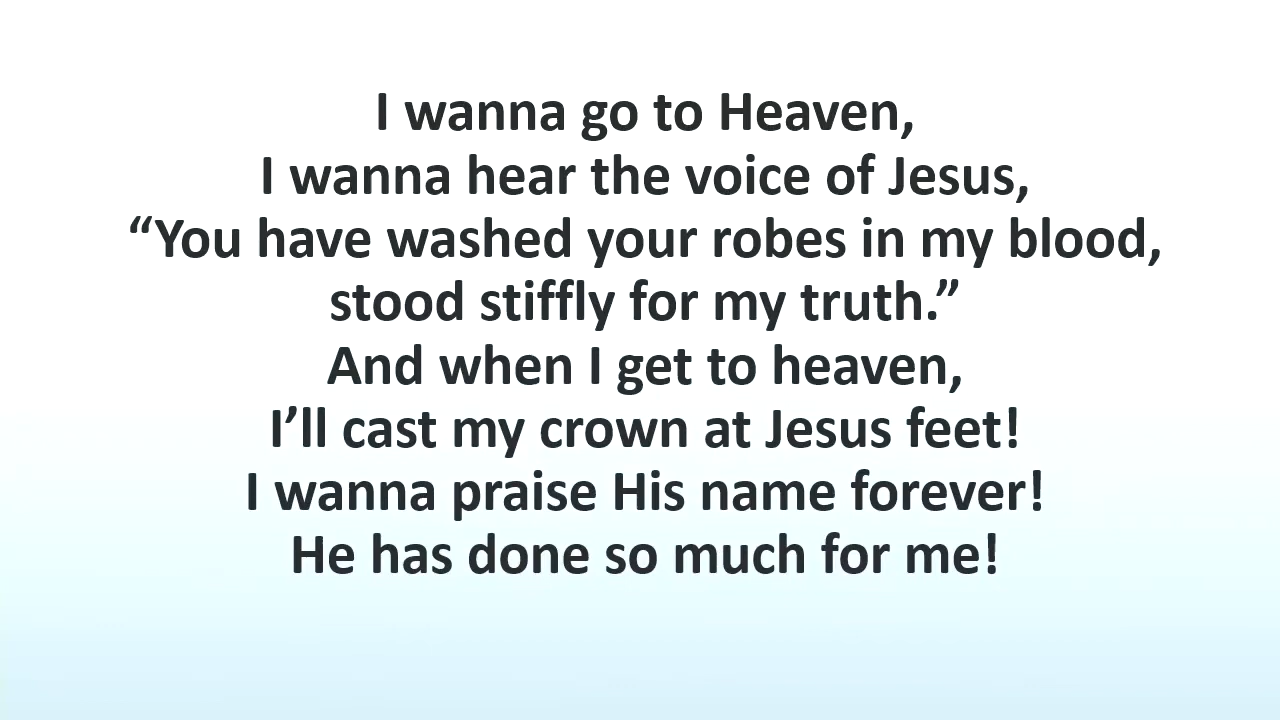 I wanna go to Heaven,
I wanna hear the voice of Jesus,
“You have washed your robes in my blood,
stood stiffly for my truth.”
And when I get to heaven,
I’ll cast my crown at Jesus feet!
I wanna praise His name forever!
He has done so much for me!